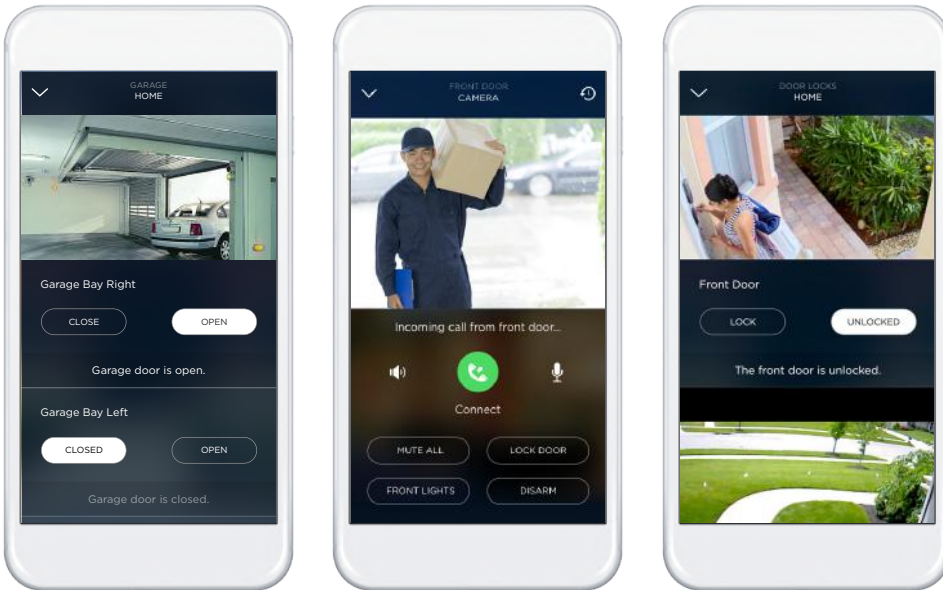 GARAGE
HOME
Garage Bay Right
CLOSE OPEN
Garage door is open.
Garage Bay Left
CLOSED OPEN
Garage door is closed.
FRONT DOOR
CAMERA
Incoming call from front door...
Connect
MUTE ALL LOCK DOOR
FRONT LIGHTS DISARM
DOOR LOCKS
HOME
Front Door
LOCK UNLOCKED
The front door is unlocked.